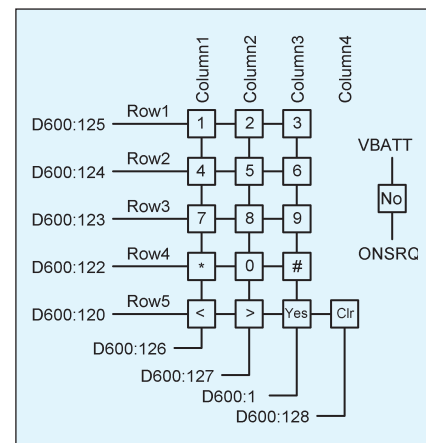 Column1 Column2 Column3 Column4
D600:125 Row1 1 2 3
D600:124 Row2 4 5 6
D600:123 Row3 7 8 9
D600:122 Row4 * 0 #
D600:120 Row5 < > Yes Clr
D600:126
D600:127
D600:1
D600:128
VBATT
No
ONSRQ